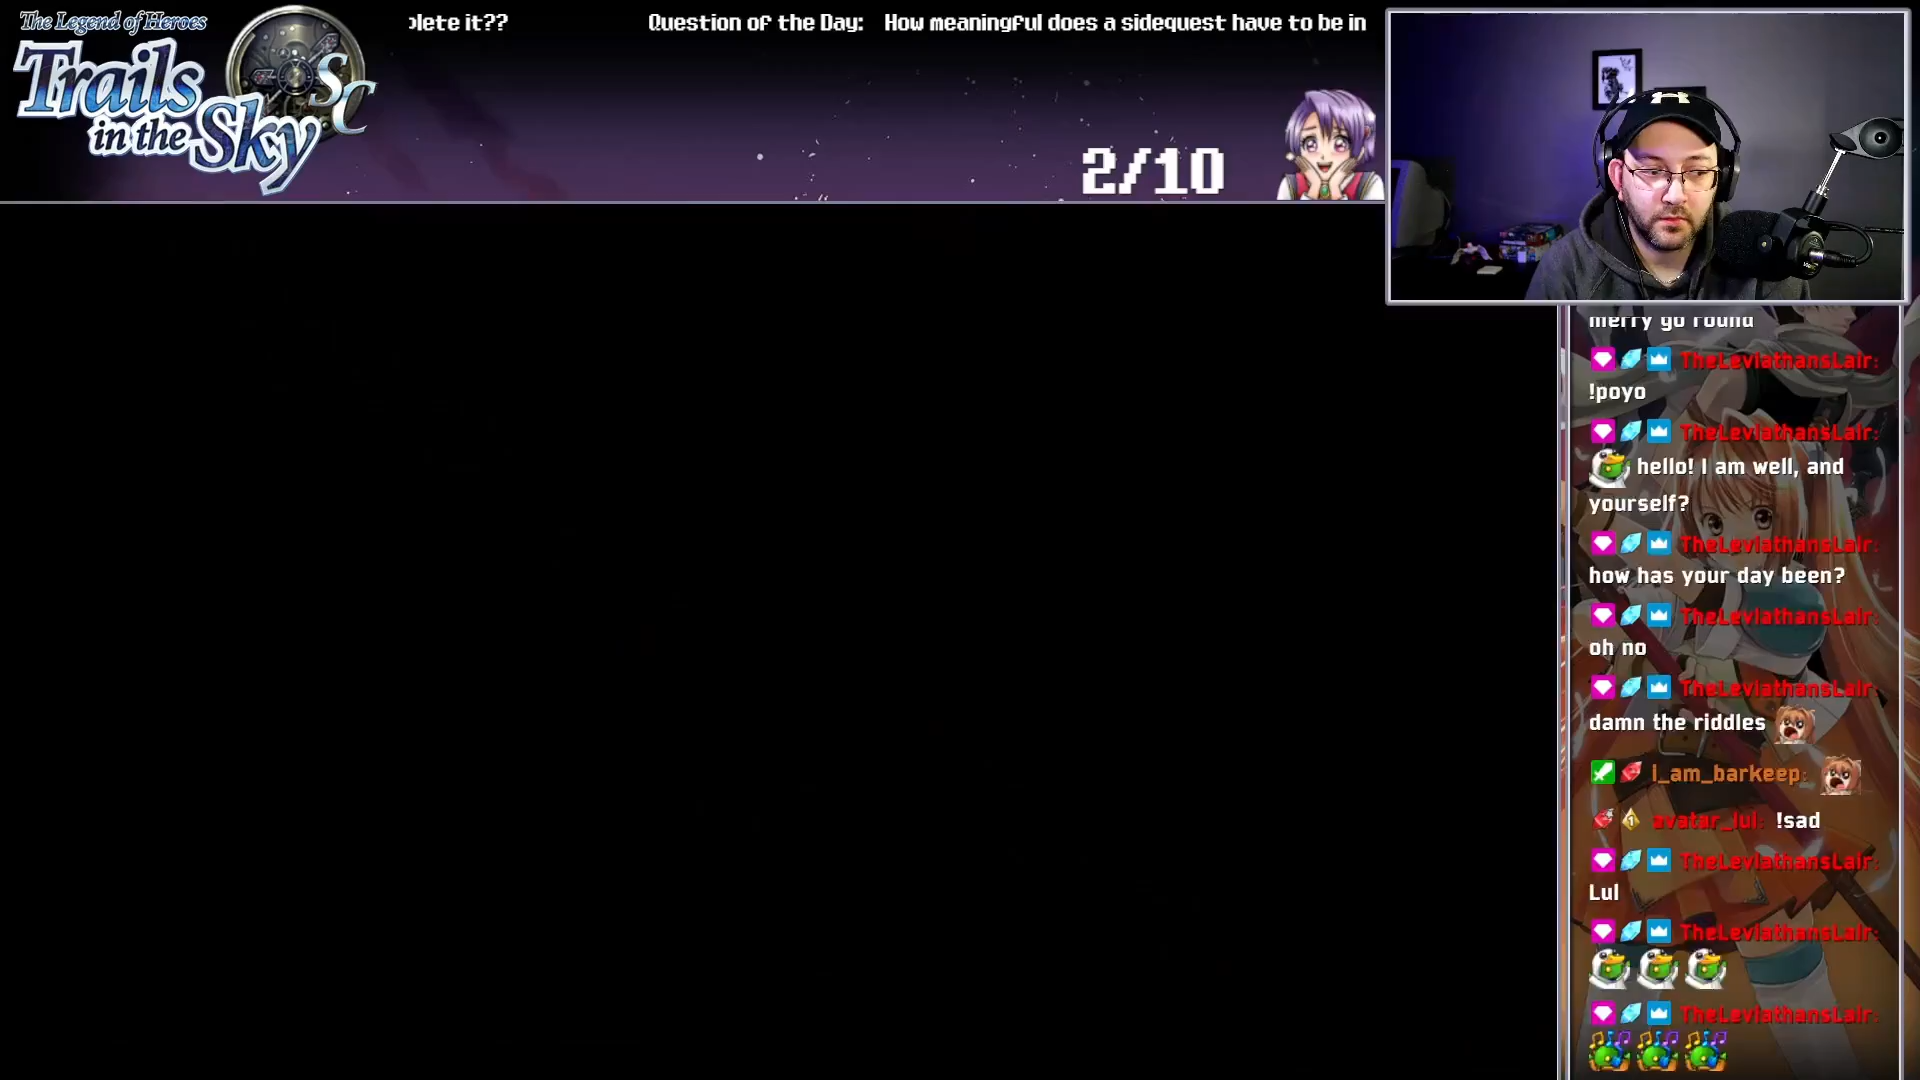 The Legend of Heroes
Trails
in the Sky SC
plete it??
Question of the Day: How meaningful does a sidequest have to be in
2/10
merry go round
TheLeviathansLair:
!poyo
TheLeviathansLair:
hello! I am well, and
yourself?
TheLeviathansLair:
how has your day been?
TheLeviathansLair:
oh no
TheLeviathansLair:
damn the riddles
I_am_barkeep:
avatar_lul: !sad
TheLeviathansLair:
Lul
TheLeviathansLair:
TheLeviathansLair: